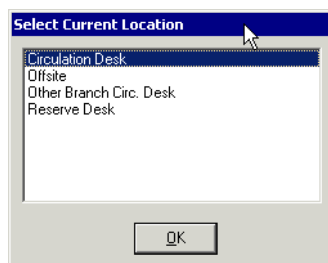 Select Current Location
Circulation Desk
Offsite
Other Branch Circ. Desk
Reserve Desk
OK